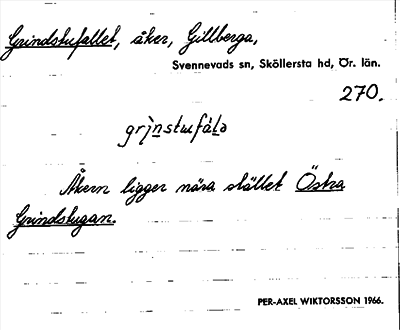 Grindstufallet, åker, Gillberga,
Svennevads sn, Sköllersta hd, Ör. län.
270.
Åkern ligger nära stället Östra
Grindstugan.
PER-AXEL WIKTORSSON 1966.